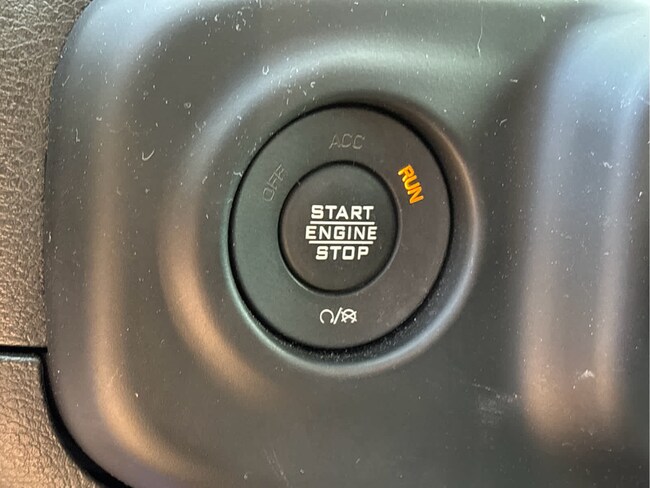 ACC
OFF
RUN
START
ENGINE
STOP